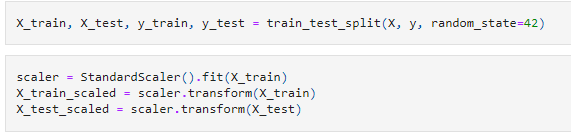 X_train, X_test, y_train, y_test = train_test_split(X, y, random_state=42)
scaler = StandardScaler().fit(X_train)
X_train_scaled = scaler.transform(X_train)
X_test_scaled = scaler.transform(X_test)